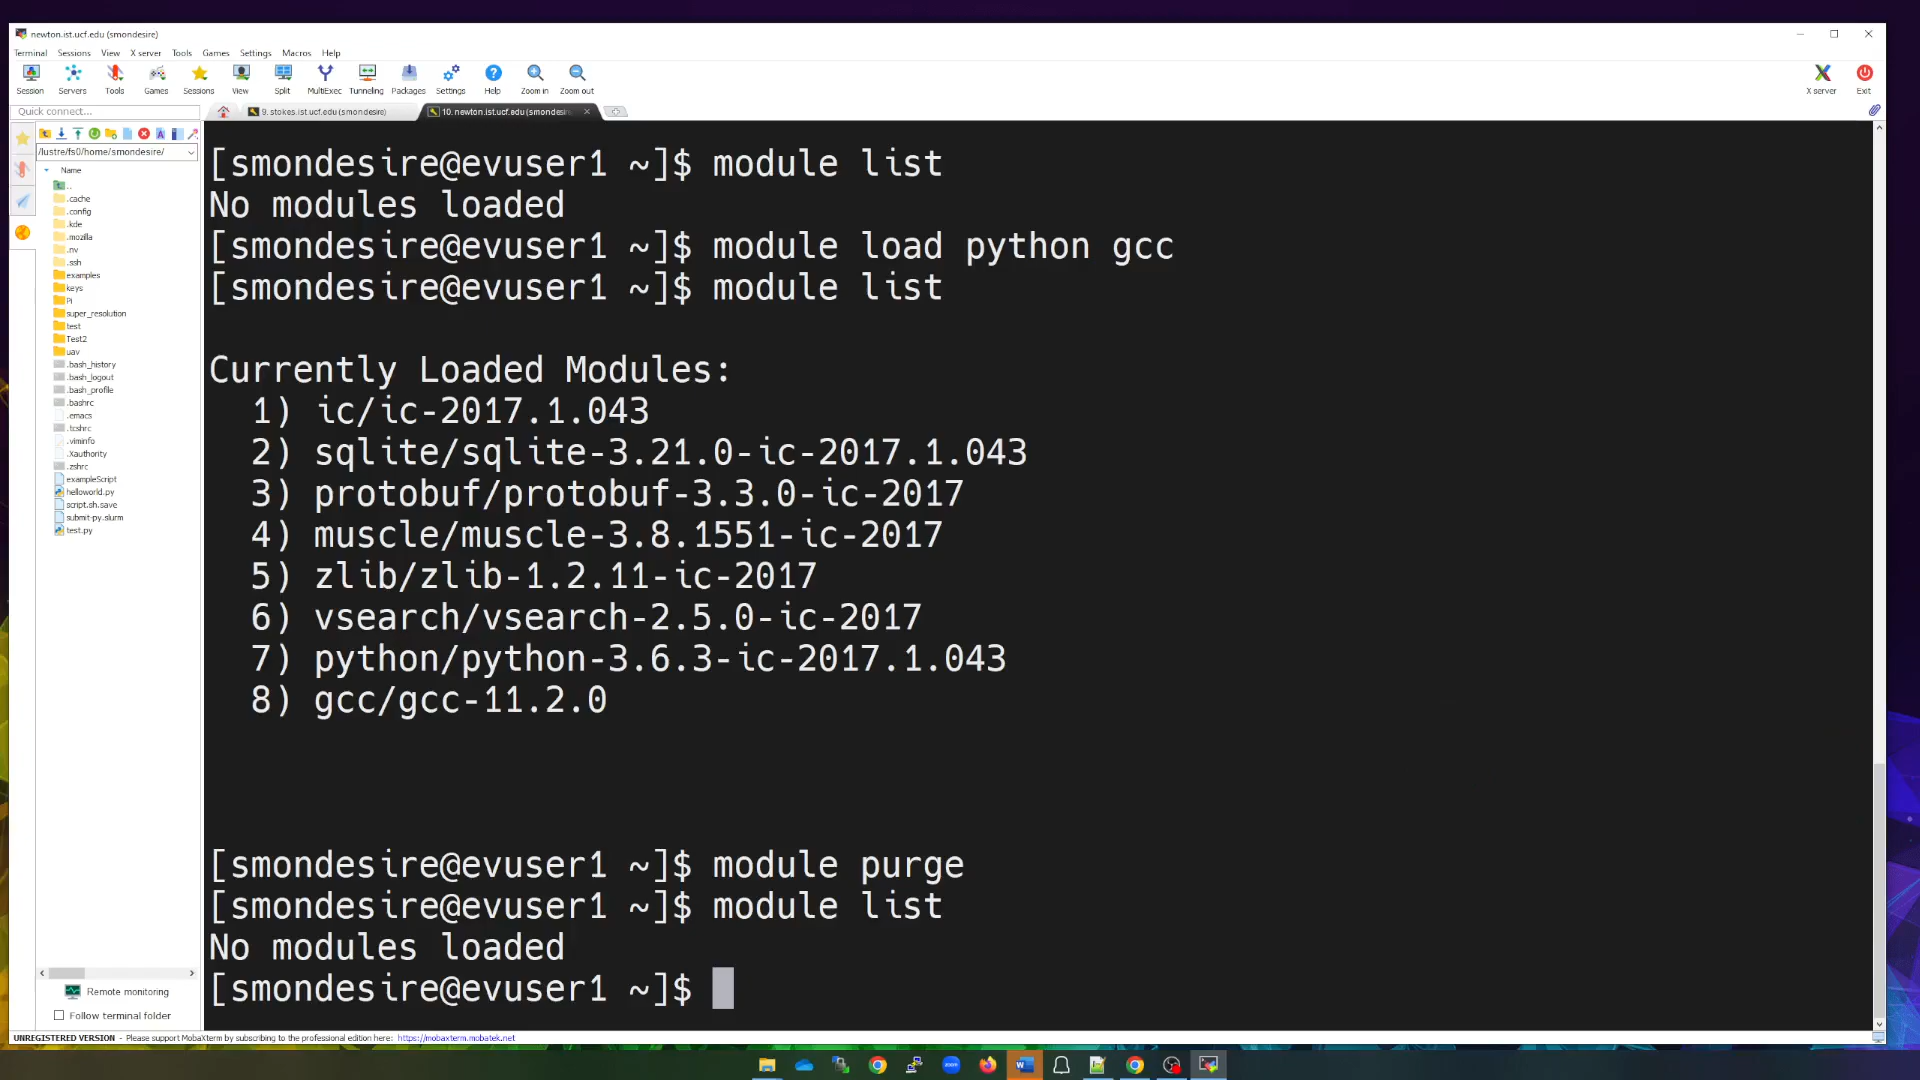 newton.ist.ucf.edu (smondesire)
Terminal Sessions View X server Tools Games Settings Macros Help
Session Servers Tools Games Sessions View Split MultiExec Tunneling Packages Settings Help Zoom in Zoom out X server Exit
Quick connect...
9. stokes.ist.ucf.edu (smondesire)
10. newton.ist.ucf.edu (smondesire
/lustre/fs0/home/smondesire/
Name
..
.cache
.config
.kde
.mozilla
.nv
.ssh
examples
keys
Pi
super_resolution
test
Test2
uav
.bash_history
.bash_logout
.bash_profile
.bashrc
.emacs
.tcshrc
.viminfo
.Xauthority
.zshrc
exampleScript
helloworld.py
script.sh.save
submit-py.slurm
test.py
Remote monitoring
Follow terminal folder
[smondesire@evuser1 ~]$ module list
No modules loaded
[smondesire@evuser1 ~]$ module load python gcc
[smondesire@evuser1 ~]$ module list
Currently Loaded Modules:
1) ic/ic-2017.1.043
2) sqlite/sqlite-3.21.0-ic-2017.1.043
3) protobuf/protobuf-3.3.0-ic-2017
4) muscle/muscle-3.8.1551-ic-2017
5) zlib/zlib-1.2.11-ic-2017
6) vsearch/vsearch-2.5.0-ic-2017
7) python/python-3.6.3-ic-2017.1.043
8) gcc/gcc-11.2.0
[smondesire@evuser1 ~]$ module purge
[smondesire@evuser1 ~]$ module list
No modules loaded
[smondesire@evuser1 ~]$
UNREGISTERED VERSION - Please support MobaXterm by subscribing to the professional edition here: https://mobaxterm.mobatek.net